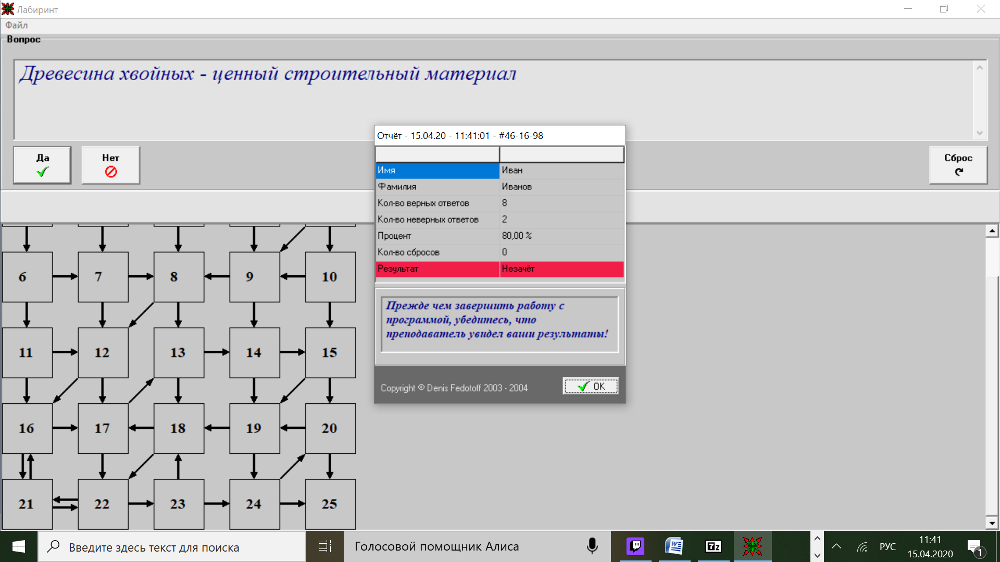 Лабиринт
Файл
Вопрос
Древесина хвойных - ценный строительный материал
Да
Нет
Сброс
Отчёт - 15.04.20 - 11:41:01 - #46-16-98
Имя Иван
Фамилия Иванов
Кол-во верных ответов 8
Кол-во неверных ответов 2
Процент 80,00 %
Кол-во сбросов 0
Результат Незачёт
Прежде чем завершить работу с
программой, убедитесь, что
преподаватель увидел ваши результаты!
Copyright © Denis Fedotoff 2003 - 2004
OK
6 7 8 9 10
11 12 13 14 15
16 17 18 19 20
21 22 23 24 25
Введите здесь текст для поиска
Голосовой помощник Алиса
W
7z
РУС
11:41
15.04.2020
1